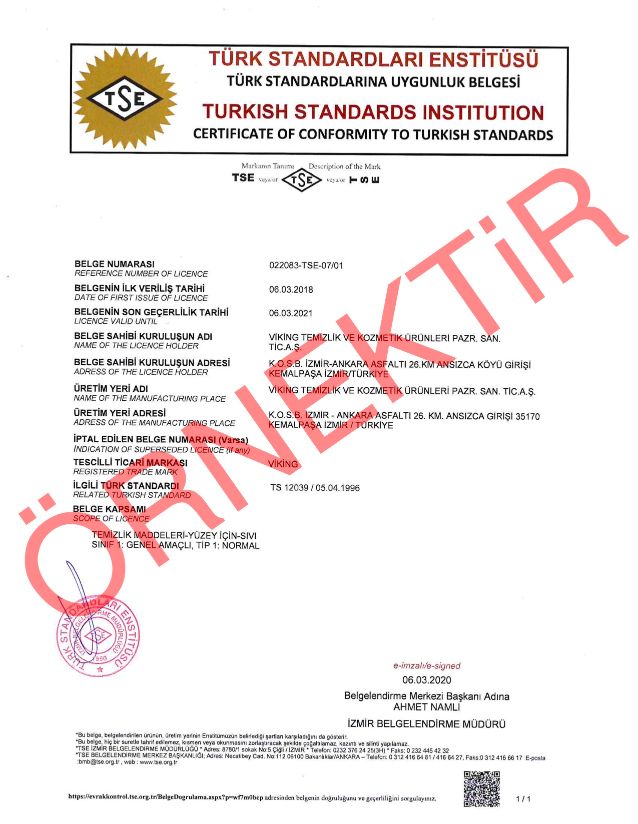 TÜRK STANDARDLARI ENSTİTÜSÜ
TÜRK STANDARDLARINA UYGUNLUK BELGESİ
TURKISH STANDARDS INSTITUTION
CERTIFICATE OF CONFORMITY TO TURKISH STANDARDS
TSE
Markanın Tanımı Description of the Mark
TSE veya/or TSE veya/or TSE
BELGE NUMARASI 022083-TSE-07/01
REFERENCE NUMBER OF LICENCE
BELGENİN İLK VERİLİŞ TARİHİ 06.03.2018
DATE OF FIRST ISSUE OF LICENCE
BELGENİN SON GEÇERLİLİK TARİHİ 06.03.2021
LICENCE VALID UNTIL
BELGE SAHİBİ KURULUŞUN ADI VİKİNG TEMİZLİK VE KOZMETİK ÜRÜNLERİ PAZR. SAN.
NAME OF THE LICENCE HOLDER TİC.A.Ş.
BELGE SAHİBİ KURULUŞUN ADRESİ K.O.S.B. İZMİR-ANKARA ASFALTI 26.KM ANSIZCA KÖYÜ GİRİŞİ
ADRESS OF THE LICENCE HOLDER KEMALPAŞA İZMİR/TÜRKİYE
ÜRETİM YERİ ADI VİKİNG TEMİZLİK VE KOZMETİK ÜRÜNLERİ PAZR. SAN. TİC.A.Ş.
NAME OF THE MANUFACTURING PLACE
ÜRETİM YERİ ADRESİ K.O.S.B. İZMİR - ANKARA ASFALTI 26. KM. ANSIZCA GİRİŞİ 35170
ADRESS OF THE MANUFACTURING PLACE KEMALPAŞA İZMİR / TÜRKİYE
İPTAL EDİLEN BELGE NUMARASI (Varsa)
INDICATION OF SUPERSEDED LICENCE (if any)
TESCİLLİ TİCARİ MARKASI VİKİNG
REGISTERED TRADE MARK
İLGİLİ TÜRK STANDARDI TS 12039 / 05.04.1996
RELATED TURKISH STANDARD
BELGE KAPSAMI
SCOPE OF LICENCE
TEMİZLİK MADDELERİ-YÜZEY İÇİN-SIVI
SINIF 1: GENEL AMAÇLI, TİP 1: NORMAL
ÖRNEKTİR
TÜRK STANDARDLARI ENSTİTÜSÜ
TSE
e-imzalı/e-signed
06.03.2020
Belgelendirme Merkezi Başkanı Adına
AHMET NAMLI
İZMİR BELGELENDİRME MÜDÜRÜ
*Bu belge, belgelendirilen ürünün, üretim yerinin Enstitümüzün belirlediği şartları karşıladığını da gösterir.
*Bu belge, hiç bir suretle tahrif edilemez, kısmen veya okunmasını zorlaştıracak şekilde çoğaltılamaz, kazıntı ve silinti yapılamaz.
*TSE İZMİR BELGELENDİRME MÜDÜRLÜĞÜ * Adres: 8780/1 sokak No:5 Çiğli / İZMİR * Telefon: 0232 376 24 25(3H) * Faks: 0 232 445 42 32
*TSE BELGELENDİRME MERKEZ BAŞKANLIĞI, Adres: Necatibey Cad. No:112 06100 Bakanlıklar/ANKARA – Telefon: 0 312 416 64 81 / 416 64 27, Faks:0 312 416 66 17 E-posta
:bmb@tse.org.tr , web : www.tse.org.tr
https://evrakkontrol.tse.org.tr/BelgeDogrulama.aspx?p=wf7m0bep adresinden belgenin doğruluğunu ve geçerliliğini sorgulayınız.
1 / 1